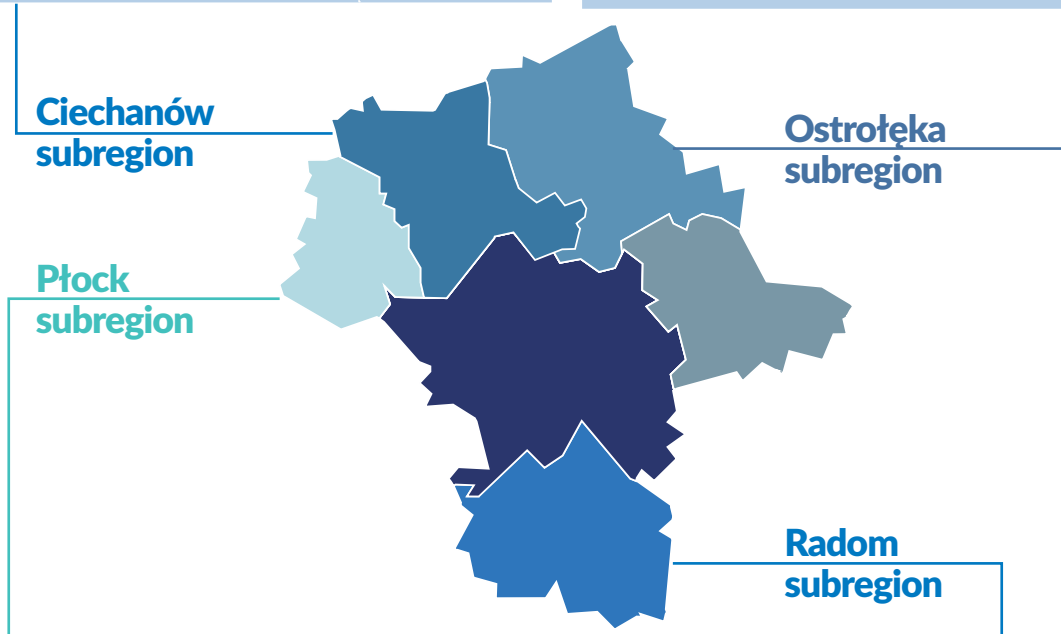 Ciechanów
subregion
Ostrołęka
subregion
Płock
subregion
Radom
subregion